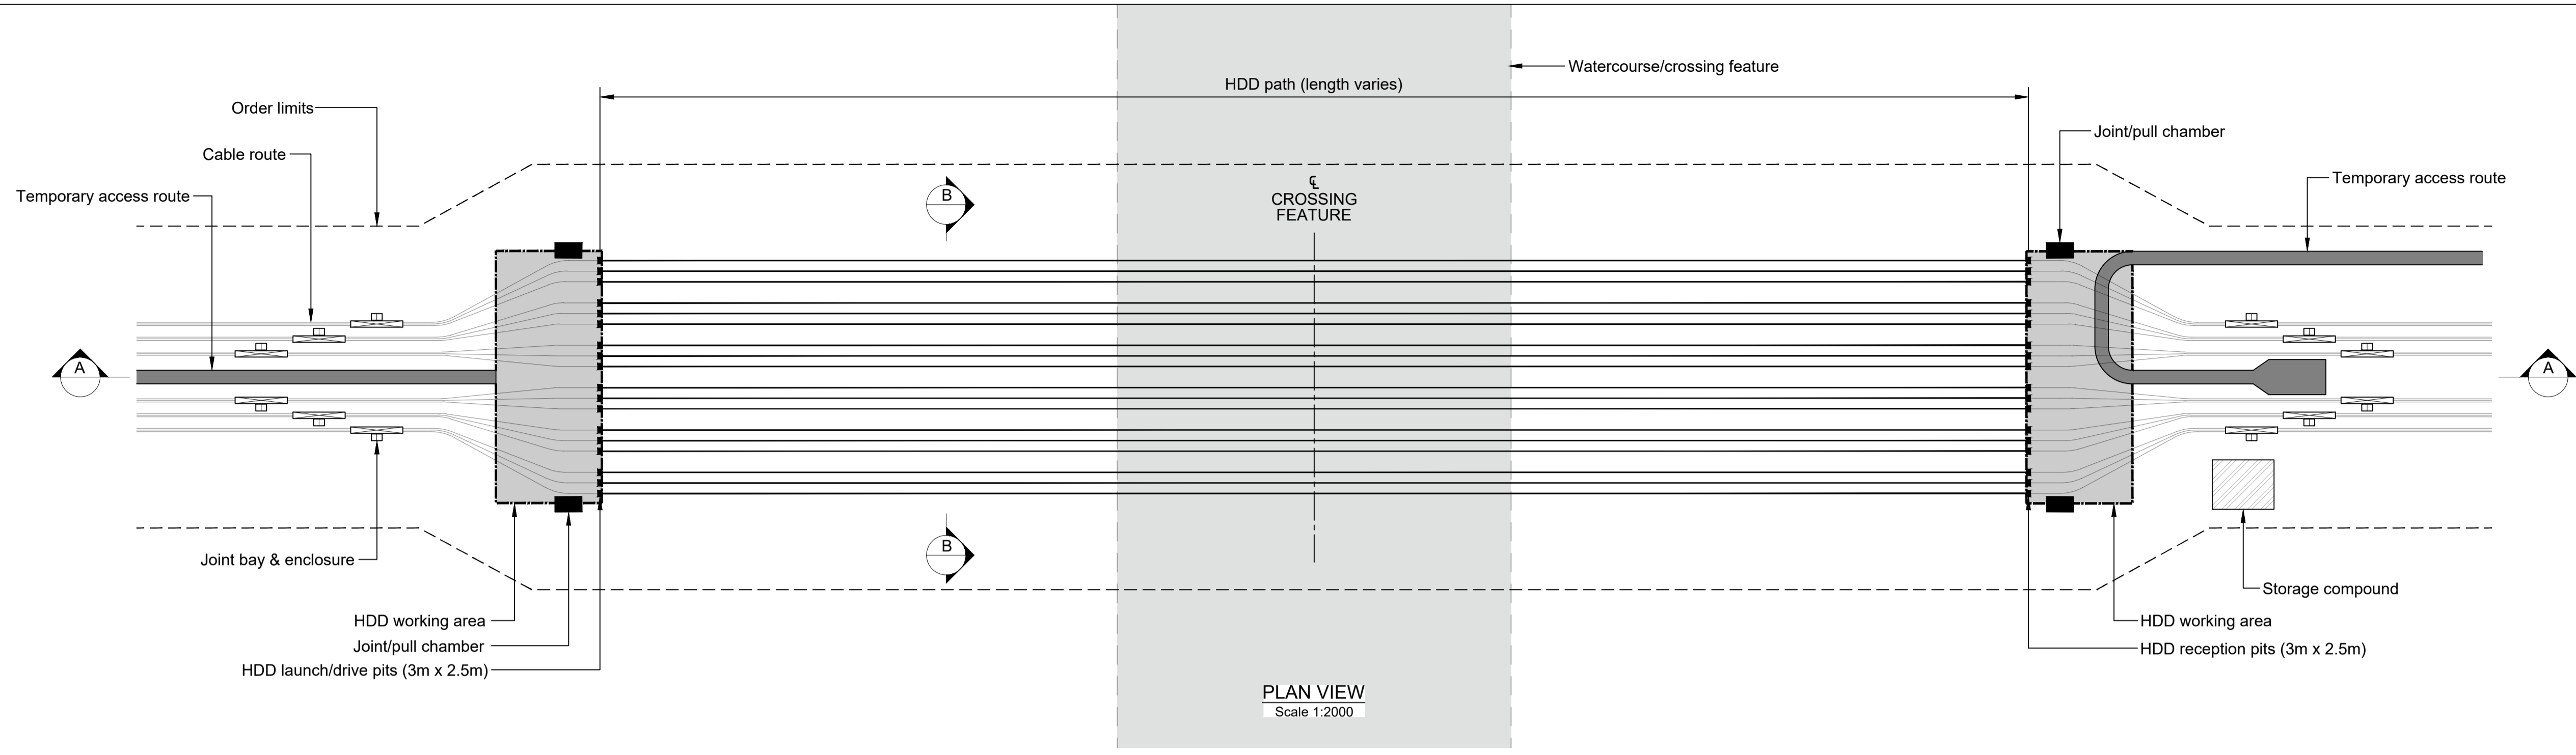 Watercourse/crossing feature
HDD path (length varies)
Order limits
Joint/pull chamber
Cable route
Temporary access route
Temporary access route
B
℄
CROSSING
FEATURE
A
A
B
Joint bay & enclosure
Storage compound
HDD working area
HDD working area
Joint/pull chamber
HDD reception pits (3m x 2.5m)
HDD launch/drive pits (3m x 2.5m)
PLAN VIEW
Scale 1:2000